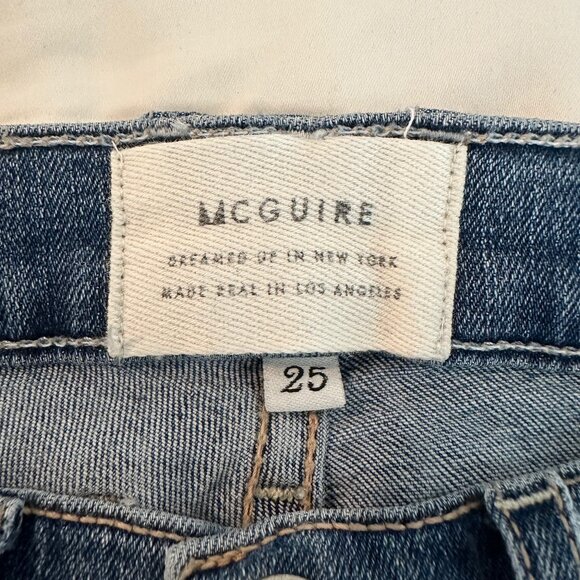 MCGUIRE
DREAMED UP IN NEW YORK
MADE REAL IN LOS ANGELES
25